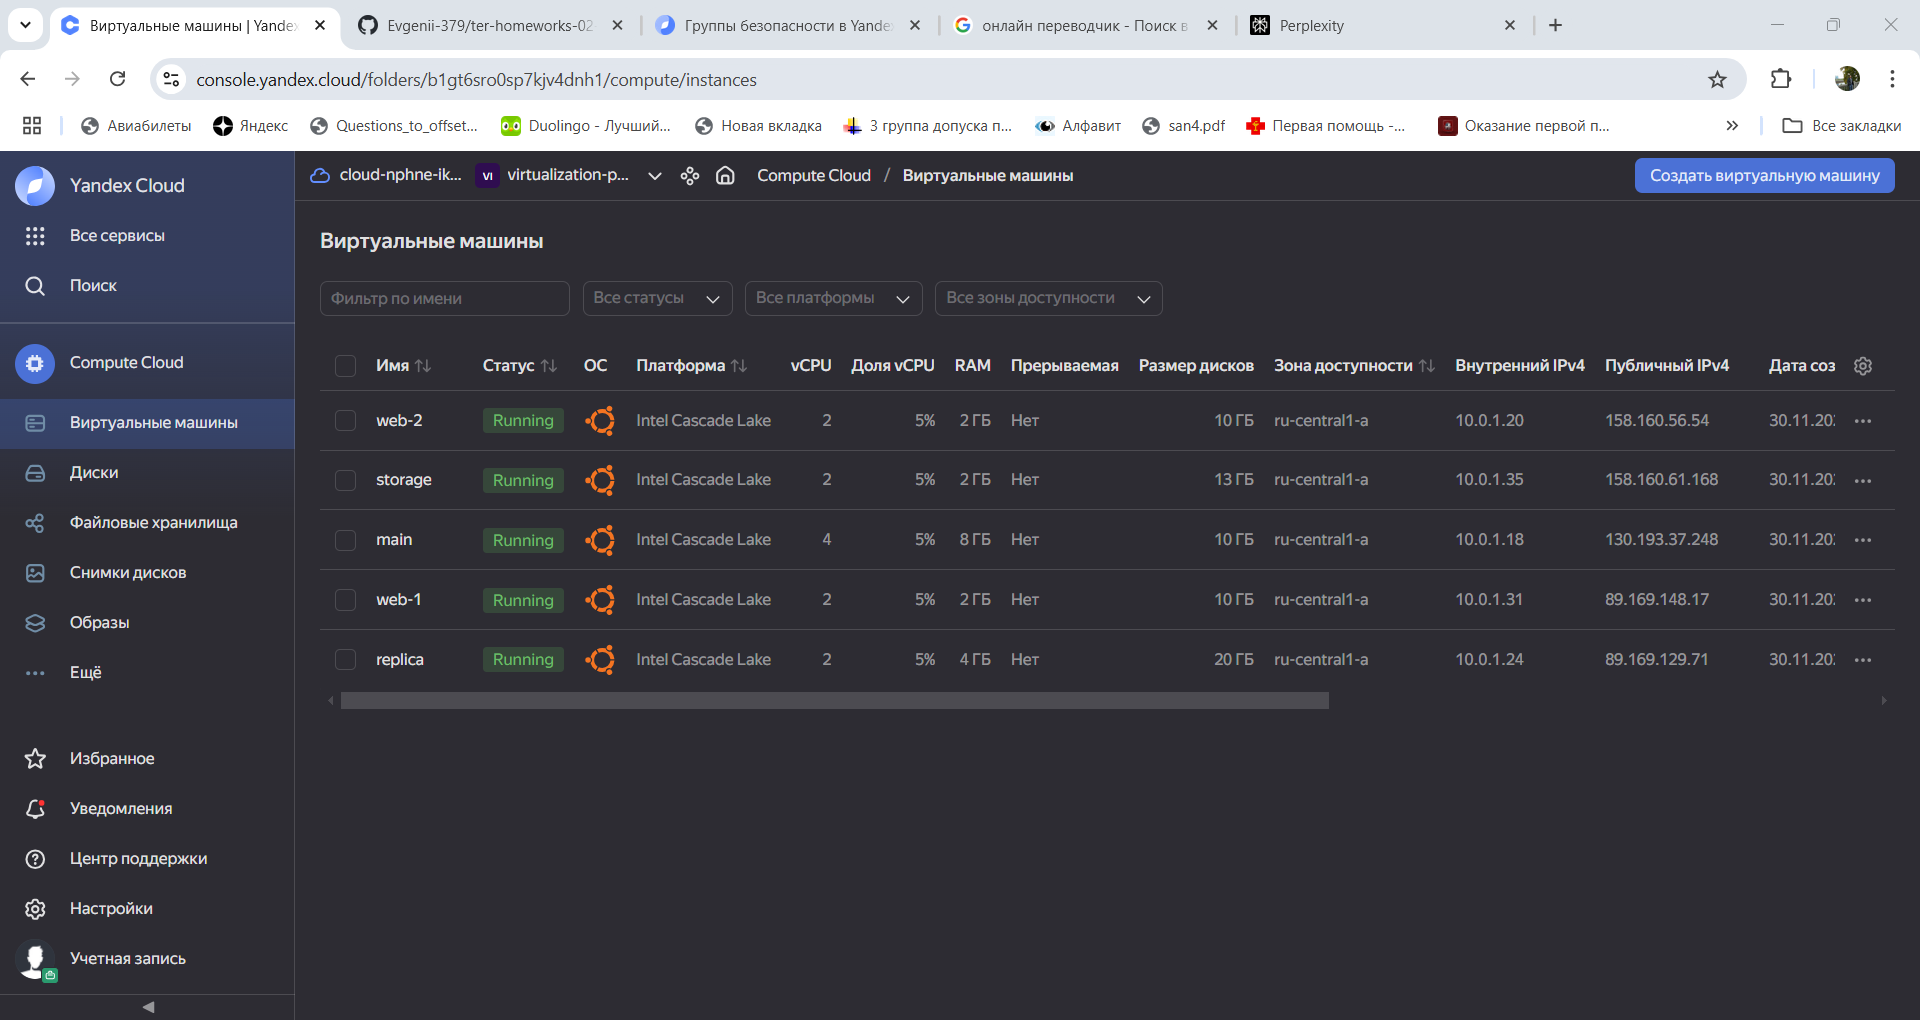 Виртуальные машины | Yande
Evgenii-379/ter-homeworks-02
Группы безопасности в Yande
онлайн переводчик - Поиск в
Perplexity
console.yandex.cloud/folders/b1gt6sro0sp7kjv4dnh1/compute/instances
Авиабилеты
Яндекс
Questions_to_offset...
Duolingo - Лучший...
Новая вкладка
3 группа допуска п...
Алфавит
san4.pdf
Первая помощь -...
Оказание первой п...
Все закладки
Yandex Cloud
Все сервисы
Поиск
Compute Cloud
Виртуальные машины
Диски
Файловые хранилища
Снимки дисков
Образы
Ещё
Избранное
Уведомления
Центр поддержки
Настройки
Учетная запись
cloud-nphne-ik... VI virtualization-p... Compute Cloud / Виртуальные машины
Создать виртуальную машину
Виртуальные машины
Фильтр по имени Все статусы Все платформы Все зоны доступности
Имя Статус ОС Платформа vCPU Доля vCPU RAM Прерываемая Размер дисков Зона доступности Внутренний IPv4 Публичный IPv4 Дата соз
web-2 Running Intel Cascade Lake 2 5% 2 ГБ Нет 10 ГБ ru-central1-a 10.0.1.20 158.160.56.54 30.11.20
storage Running Intel Cascade Lake 2 5% 2 ГБ Нет 13 ГБ ru-central1-a 10.0.1.35 158.160.61.168 30.11.20
main Running Intel Cascade Lake 4 5% 8 ГБ Нет 10 ГБ ru-central1-a 10.0.1.18 130.193.37.248 30.11.20
web-1 Running Intel Cascade Lake 2 5% 2 ГБ Нет 10 ГБ ru-central1-a 10.0.1.31 89.169.148.17 30.11.20
replica Running Intel Cascade Lake 2 5% 4 ГБ Нет 20 ГБ ru-central1-a 10.0.1.24 89.169.129.71 30.11.20